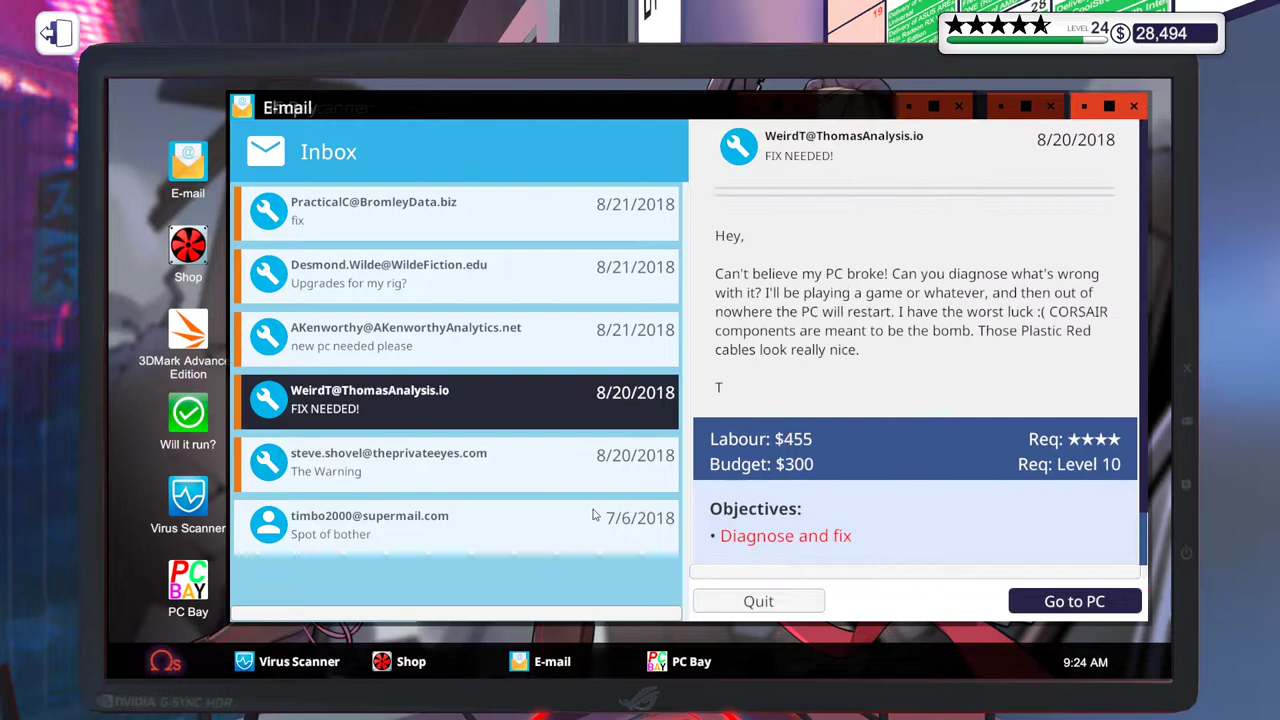 LEVEL 24
$ 28,494
E-mail
Inbox
PracticalC@BromleyData.biz
8/21/2018
fix
Desmond.Wilde@WildeFiction.edu
8/21/2018
Upgrades for my rig?
AKenworthy@AKenworthyAnalytics.net
8/21/2018
new pc needed please
WeirdT@ThomasAnalysis.io
8/20/2018
FIX NEEDED!
steve.shovel@theprivateeyes.com
8/20/2018
The Warning
timbo2000@supermail.com
7/6/2018
Spot of bother
WeirdT@ThomasAnalysis.io
8/20/2018
FIX NEEDED!
Hey,
Can't believe my PC broke! Can you diagnose what's wrong
with it? I'll be playing a game or whatever, and then out of
nowhere the PC will restart. I have the worst luck :( CORSAIR
components are meant to be the bomb. Those Plastic Red
cables look really nice.
T
Labour: $455
Req: ★★★★
Budget: $300
Req: Level 10
Objectives:
• Diagnose and fix
Quit
Go to PC
E-mail
Shop
3DMark Advanc
Edition
Will it run?
Virus Scanner
PC
BAY
PC Bay
Virus Scanner
Shop
E-mail
PC Bay
9:24 AM
NVIDIA G-SYNC HDR